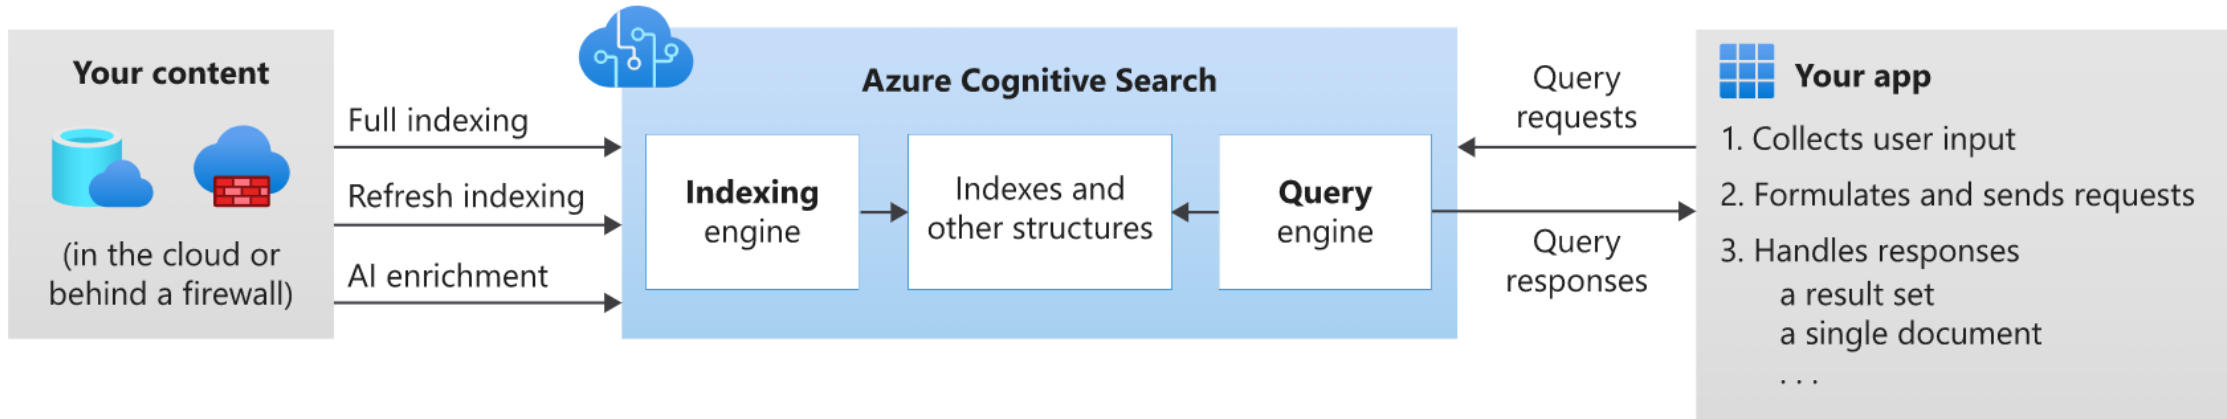 Your content
(in the cloud or
behind a firewall)
Full indexing
Refresh indexing
AI enrichment
Azure Cognitive Search
Indexing
engine
Indexes and
other structures
Query
engine
Query
requests
Query
responses
Your app
1. Collects user input
2. Formulates and sends requests
3. Handles responses
a result set
a single document
. . .